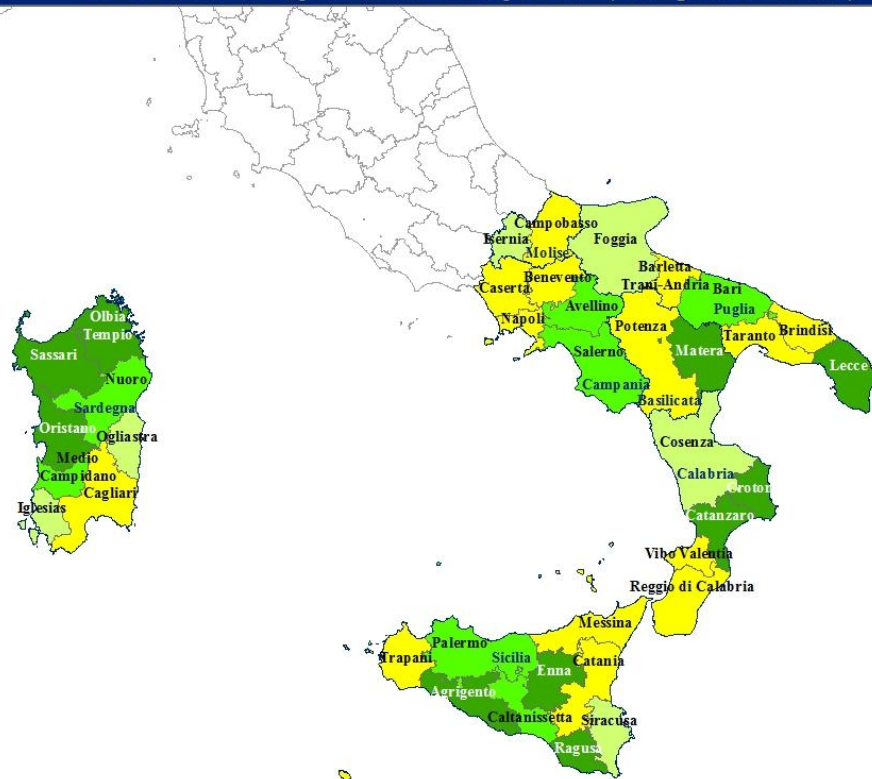 Campobasso
Isernia
Foggia
Molise
Barletta
Benevento
Trani-Andria
Caserta
Bari
Avellino
Puglia
Napoli
Potenza
Brindisi
Taranto
Salerno
Matera
Lecce
Campania
Basilicata
Olbia
Tempio
Sassari
Nuoro
Sardegna
Oristano
Ogliastra
Medio
Campidano
Cagliari
Iglesias
Cosenza
Calabria
Croton
Catanzaro
Vibo Valentia
Reggio di Calabria
Messina
Palermo
Trapani
Sicilia
Catania
Enna
Agrigento
Caltanissetta
Siracusa
Ragusa